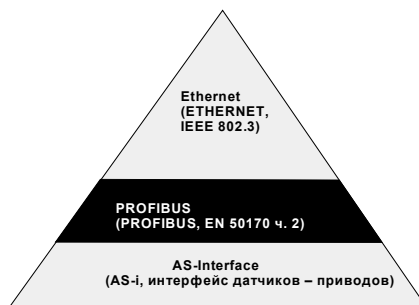 Ethernet
(ETHERNET,
IEEE 802.3)
PROFIBUS
(PROFIBUS, EN 50170 ч. 2)
AS-Interface
(AS-i, интерфейс датчиков – приводов)